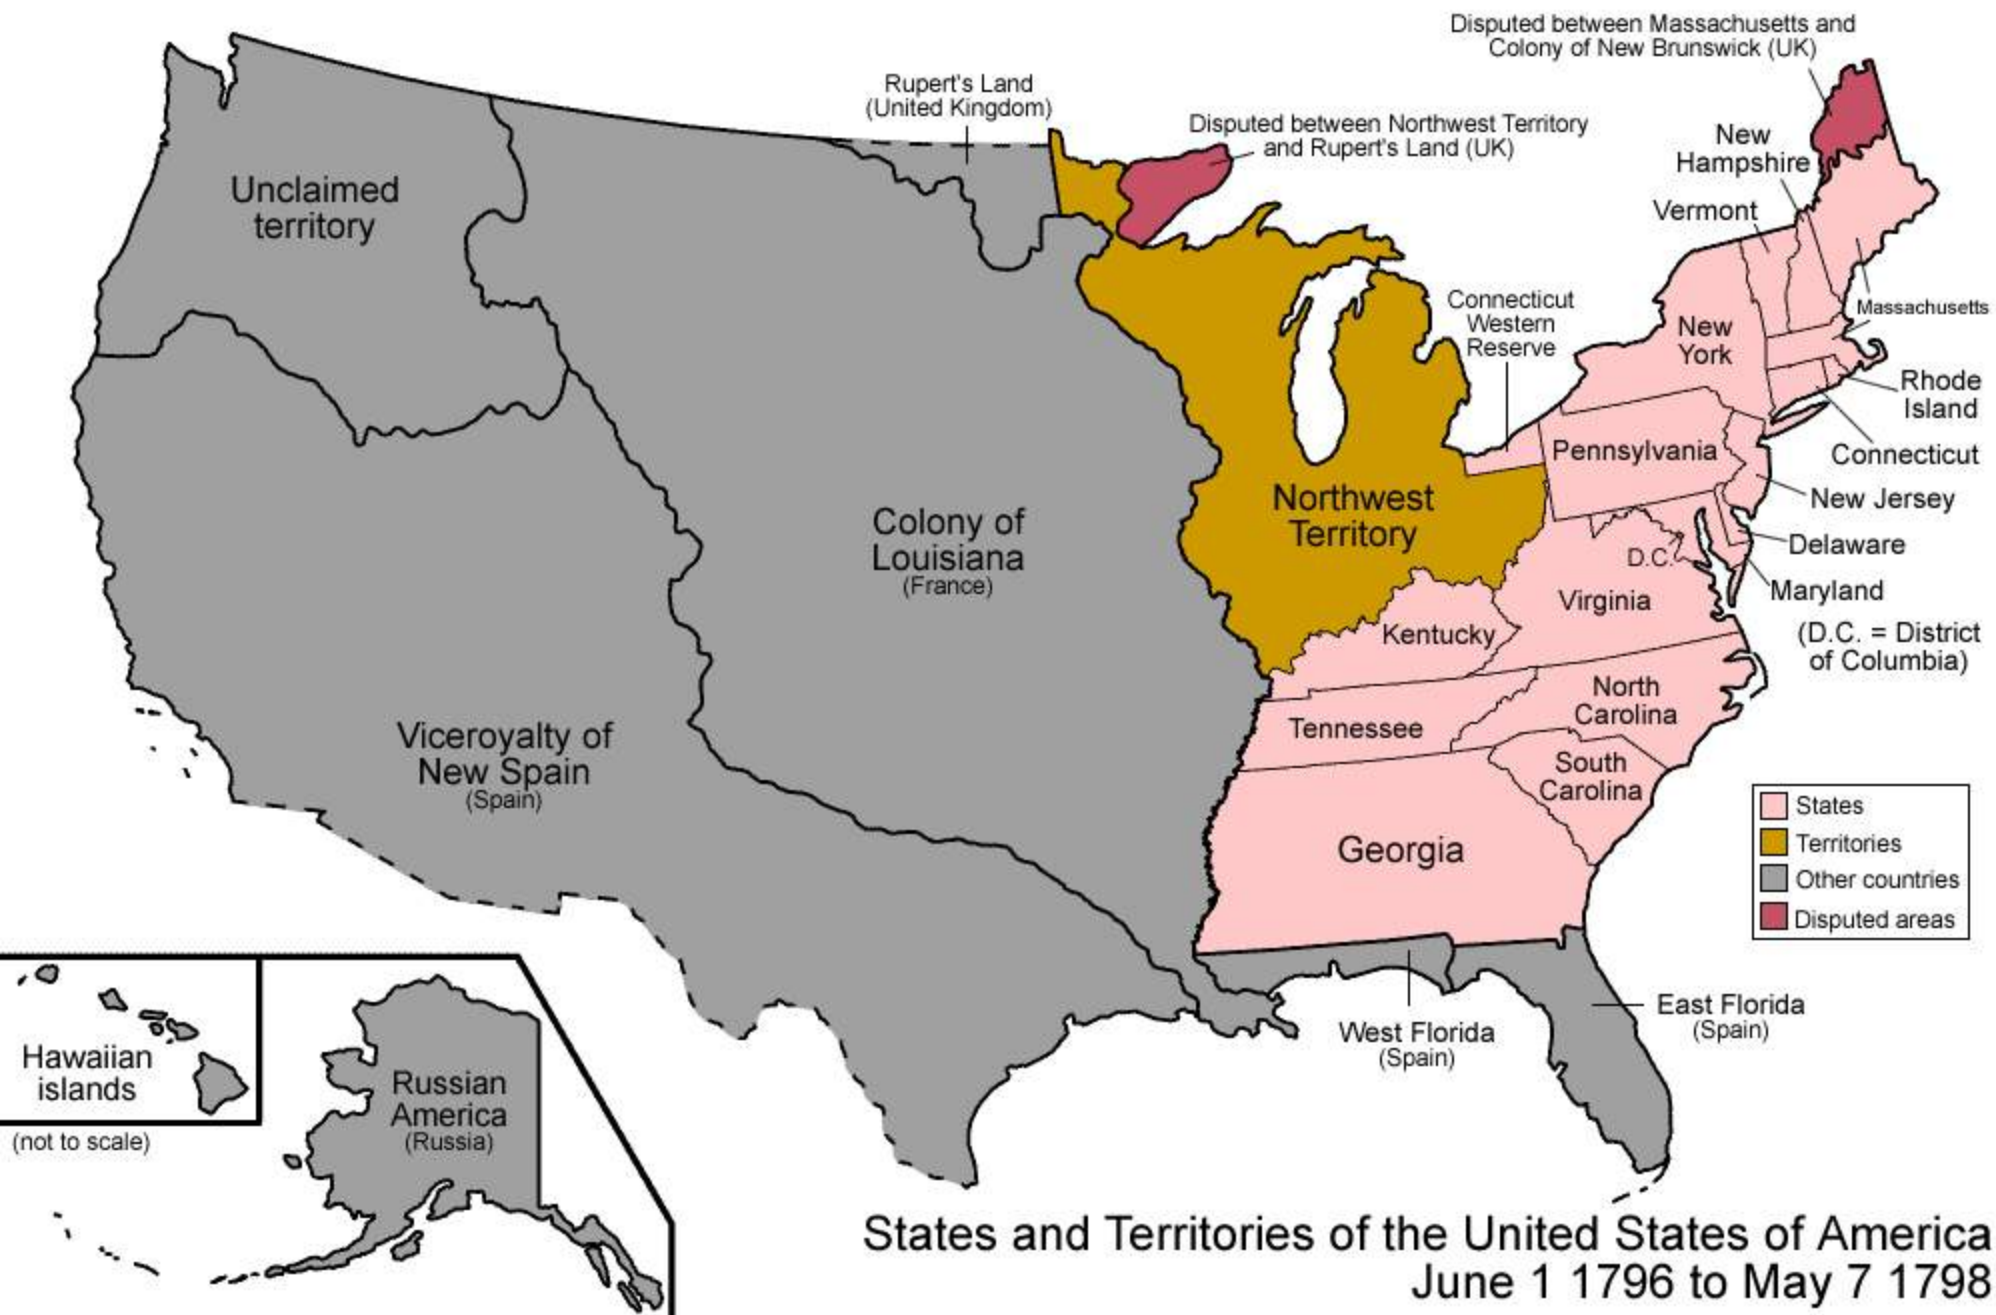 Disputed between Massachusetts and
Colony of New Brunswick (UK)
Rupert's Land
(United Kingdom)
Disputed between Northwest Territory
and Rupert's Land (UK)
New
Hampshire
Vermont
Unclaimed
territory
Connecticut
Western
Reserve
Massachusetts
New
York
Rhode
Island
Connecticut
Pennsylvania
New Jersey
Northwest
Territory
Colony of
Louisiana
(France)
Delaware
D.C.
Maryland
Virginia
(D.C. = District
of Columbia)
Kentucky
North
Carolina
Tennessee
Viceroyalty of
New Spain
(Spain)
South
Carolina
Georgia
States
Territories
Other countries
Disputed areas
East Florida
(Spain)
West Florida
(Spain)
Hawaiian
islands
(not to scale)
Russian
America
(Russia)
States and Territories of the United States of America
June 1 1796 to May 7 1798